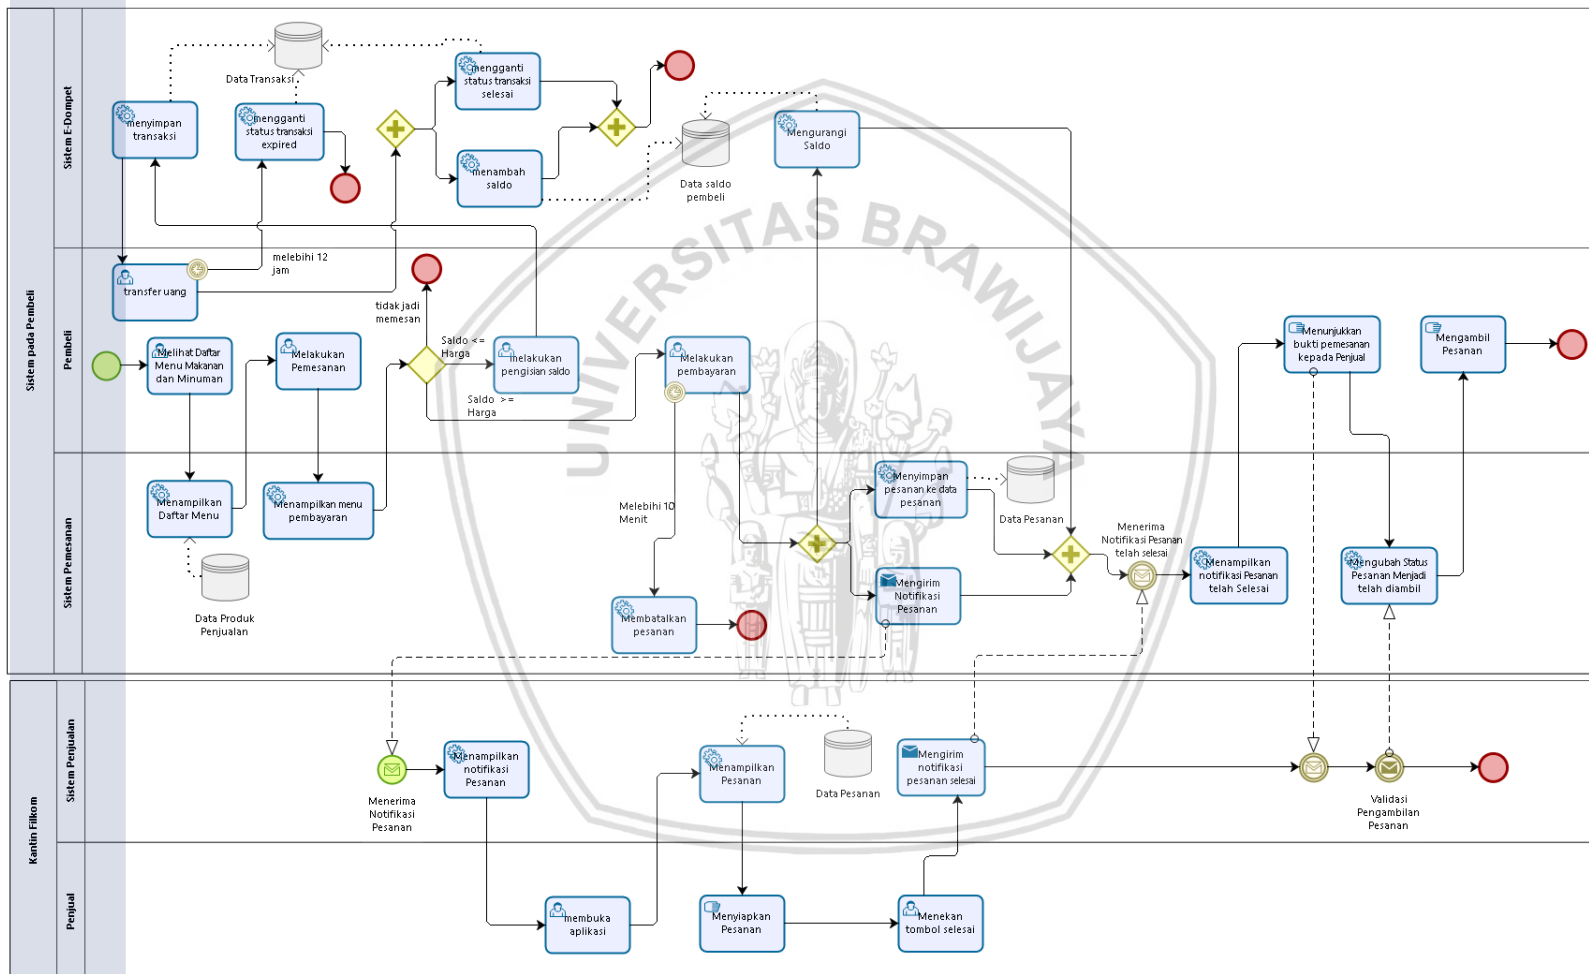 Sistem pada Pembeli
Sistem E-Dompet
Data Transaksi
menyimpan
transaksi
mengganti
status transaksi
expired
mengganti
status transaksi
selesai
menambah
saldo
Data saldo
pembeli
Mengurangi
Saldo
Pembeli
transfer uang
melebihi 12
jam
tidak jadi
memesan
Melihat Daftar
Menu Makanan
dan Minuman
Melakukan
Pemesanan
Saldo <=
Harga
melakukan
pengisian saldo
Saldo >=
Harga
Melakukan
pembayaran
Menunjukkan
bukti pemesanan
kepada Penjual
Mengambil
Pesanan
Sistem Pemesanan
Menampilkan
Daftar Menu
Data Produk
Penjualan
Menampilkan menu
pembayaran
Melebihi 10
Menit
Membatalkan
pesanan
Menyimpan
pesanan ke data
pesanan
Data Pesanan
Mengirim
Notifikasi
Pesanan
Menerima
Notifikasi Pesanan
telah selesai
Menampilkan
notifikasi Pesanan
telah Selesai
Mengubah Status
Pesanan Menjadi
telah diambil
Kantin Filkom
Sistem Penjualan
Menerima
Notifikasi
Pesanan
Menampilkan
notifikasi
Pesanan
Menampilkan
Pesanan
Data Pesanan
Mengirim
notifikasi
pesanan selesai
Validasi
Pengambilan
Pesanan
Penjual
membuka
aplikasi
Menyiapkan
Pesanan
Menekan
tombol selesai
UNIVERSITAS BRAWIJAYA